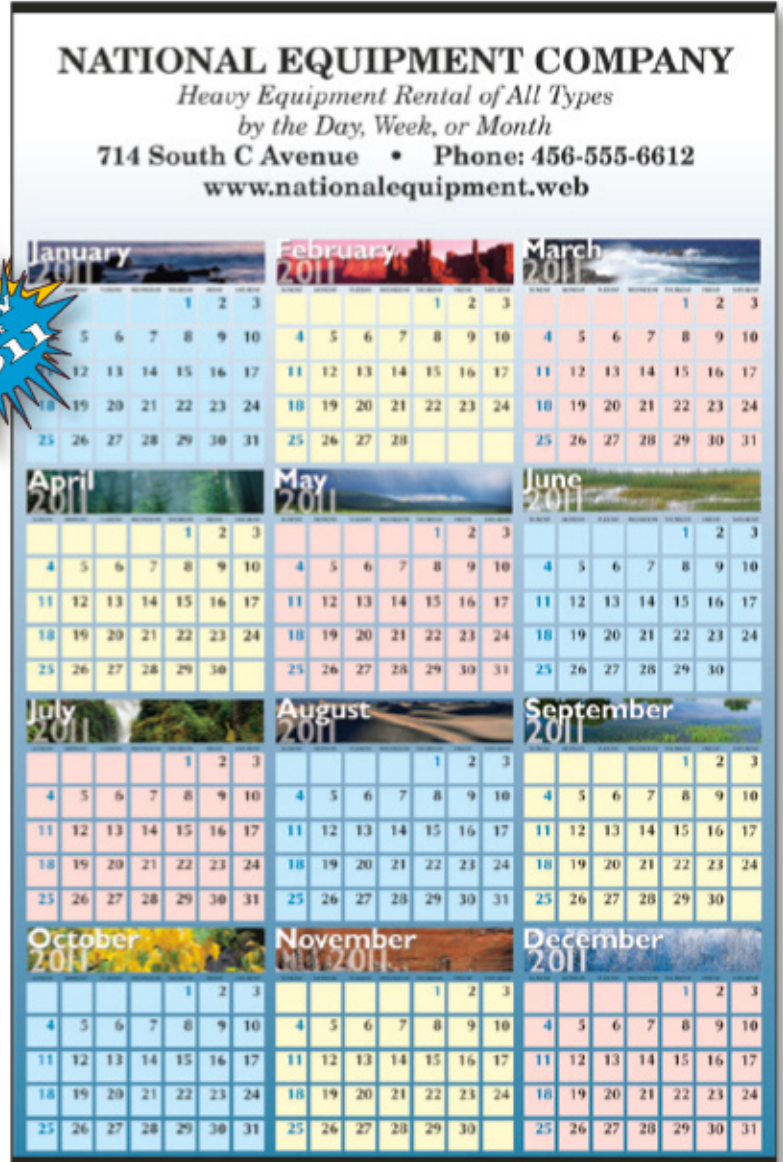 NATIONAL EQUIPMENT COMPANY
Heavy Equipment Rental of All Types
by the Day, Week, or Month
714 South C Avenue • Phone: 456-555-6612
www.nationalequipment.web
January
2011
1 2 3
5 6 7 8 9 10
12 13 14 15 16 17
18 19 20 21 22 23 24
25 26 27 28 29 30 31
February
2011
1 2 3
4 5 6 7 8 9 10
11 12 13 14 15 16 17
18 19 20 21 22 23 24
25 26 27 28
March
2011
1 2 3
4 5 6 7 8 9 10
11 12 13 14 15 16 17
18 19 20 21 22 23 24
25 26 27 28 29 30 31
April
2011
1 2 3
4 5 6 7 8 9 10
11 12 13 14 15 16 17
18 19 20 21 22 23 24
25 26 27 28 29 30
May
2011
1 2 3
4 5 6 7 8 9 10
11 12 13 14 15 16 17
18 19 20 21 22 23 24
25 26 27 28 29 30 31
June
2011
1 2 3
4 5 6 7 8 9 10
11 12 13 14 15 16 17
18 19 20 21 22 23 24
25 26 27 28 29 30
July
2011
1 2 3
4 5 6 7 8 9 10
11 12 13 14 15 16 17
18 19 20 21 22 23 24
25 26 27 28 29 30 31
August
2011
1 2 3
4 5 6 7 8 9 10
11 12 13 14 15 16 17
18 19 20 21 22 23 24
25 26 27 28 29 30 31
September
2011
1 2 3
4 5 6 7 8 9 10
11 12 13 14 15 16 17
18 19 20 21 22 23 24
25 26 27 28 29 30
October
2011
1 2 3
4 5 6 7 8 9 10
11 12 13 14 15 16 17
18 19 20 21 22 23 24
25 26 27 28 29 30 31
November
2011
1 2 3
4 5 6 7 8 9 10
11 12 13 14 15 16 17
18 19 20 21 22 23 24
25 26 27 28 29 30
December
2011
1 2 3
4 5 6 7 8 9 10
11 12 13 14 15 16 17
18 19 20 21 22 23 24
25 26 27 28 29 30 31